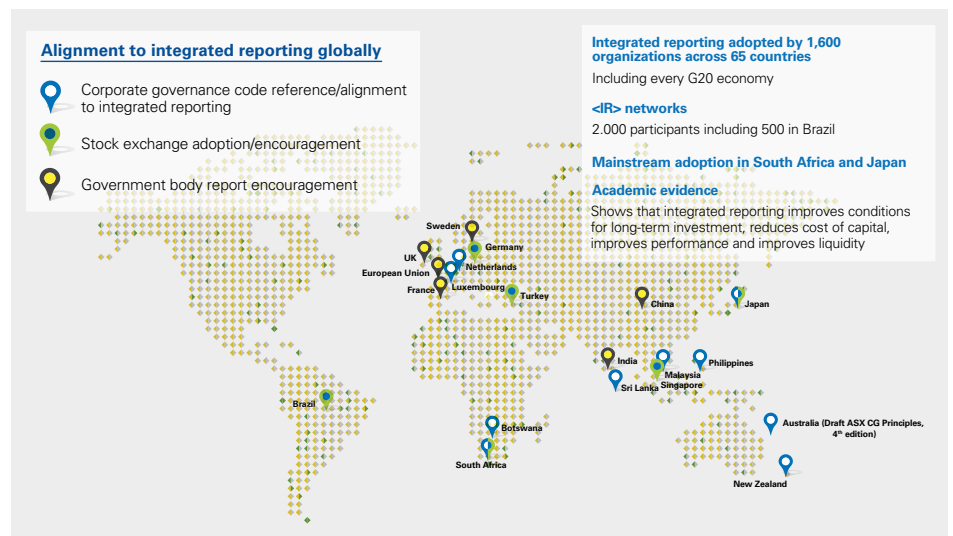 Alignment to integrated reporting globally
Corporate governance code reference/alignment
to integrated reporting
Stock exchange adoption/encouragement
Government body report encouragement
Integrated reporting adopted by 1,600
organizations across 65 countries
Including every G20 economy
<IR> networks
2.000 participants including 500 in Brazil
Mainstream adoption in South Africa and Japan
Academic evidence
Shows that integrated reporting improves conditions
for long-term investment, reduces cost of capital,
improves performance and improves liquidity
Sweden
Germany
UK
Netherlands
European Union
Luxembourg
France
Turkey
China
Japan
India
Philippines
Malaysia
Sri Lanka
Singapore
Brazil
Botswana
Australia (Draft ASX CG Principles,
4th edition)
South Africa
New Zealand